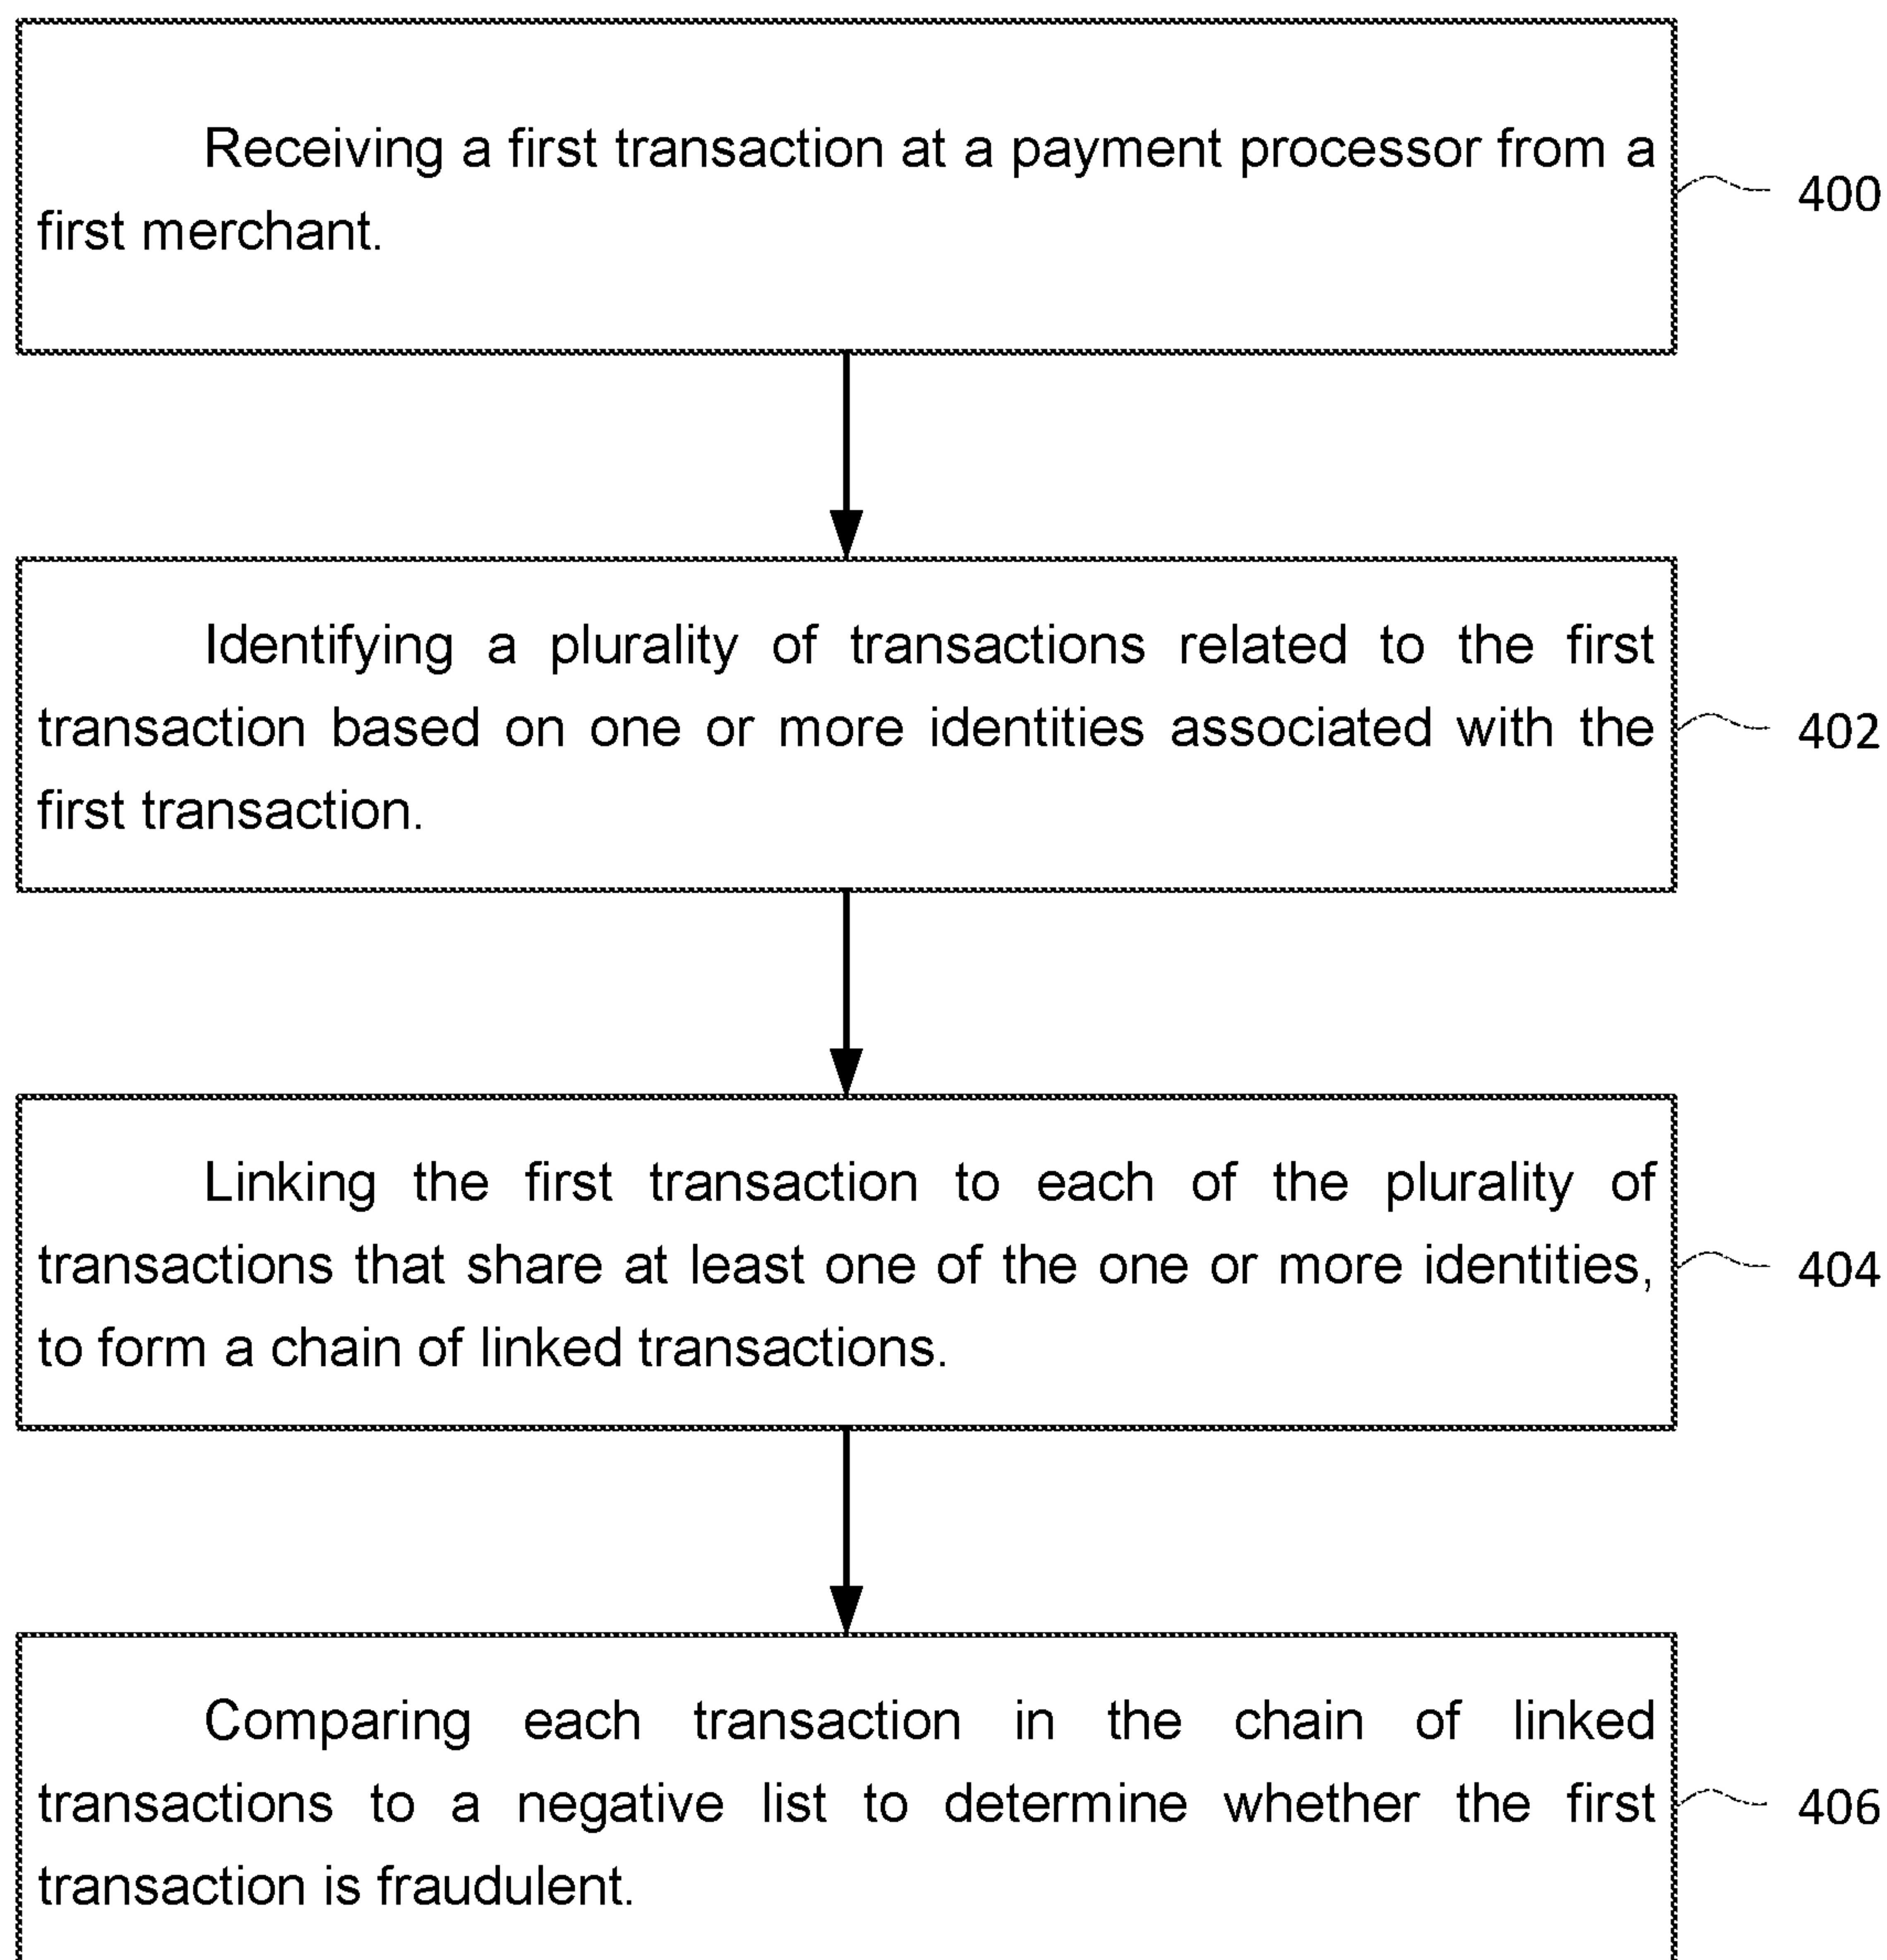 Receiving a first transaction at a payment processor from a
first merchant.
400
Identifying a plurality of transactions related to the first
transaction based on one or more identities associated with the
first transaction.
402
Linking the first transaction to each of the plurality of
transactions that share at least one of the one or more identities,
to form a chain of linked transactions.
404
Comparing each transaction in the chain of linked
transactions to a negative list to determine whether the first
transaction is fraudulent.
406